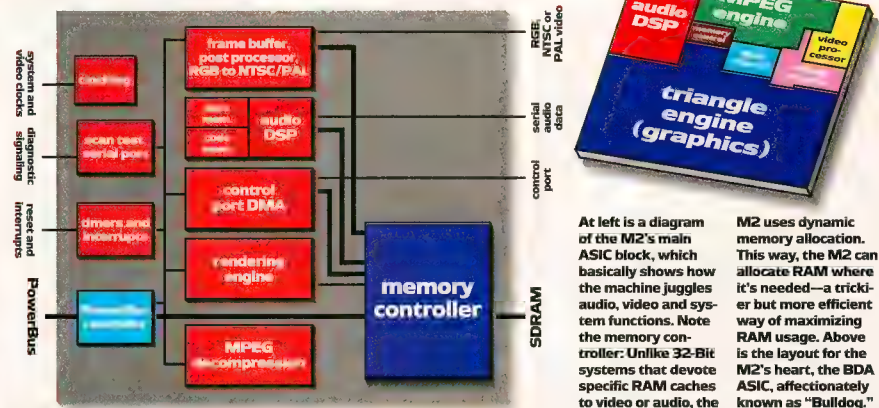 system and
video clocks
diagnostic
signaling
reset and
interrupts
PowerBus
clocking
scan test
serial port
timers and
interrupts
controller
frame buffer,
post processor,
RGB to NTSC/PAL
audio
DSP
control
port DMA
rendering
engine
MPEG
decompression
memory
controller
RGB,
NTSC or
PAL video
serial
audio
data
control
port
SDRAM
audio
DSP
MPEG
engine
memory
control
video
pro-
cessor
triangle
engine
(graphics)
At left is a diagram
of the M2's main
ASIC block, which
basically shows how
the machine juggles
audio, video and sys-
tem functions. Note
the memory con-
troller: Unlike 32-Bit
systems that devote
specific RAM caches
to video or audio, the
M2 uses dynamic
memory allocation.
This way, the M2 can
allocate RAM where
it's needed—a tricki-
er but more efficient
way of maximizing
RAM usage. Above
is the layout for the
M2's heart, the BDA
ASIC, affectionately
known as "Bulldog."